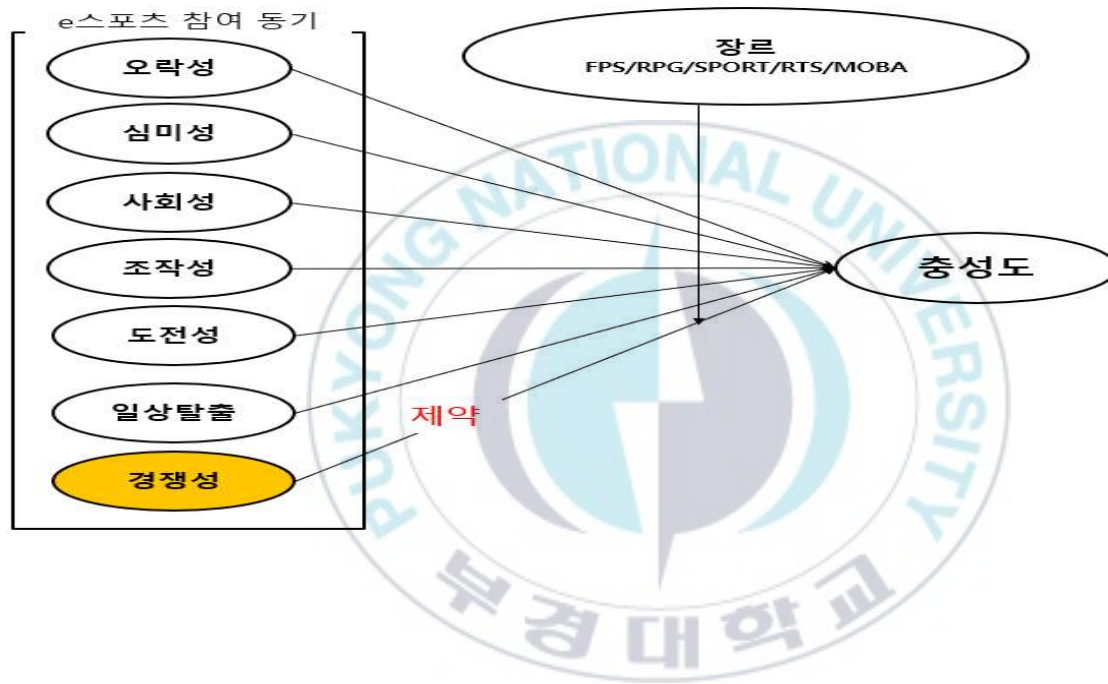 e스포츠 참여 동기
오락성
심미성
사회성
조작성
도전성
일상탈출
경쟁성
장르
FPS/RPG/SPORT/RTS/MOBA
제약
충성도
PUKYONG NATIONAL UNIVERSITY
부경대학교